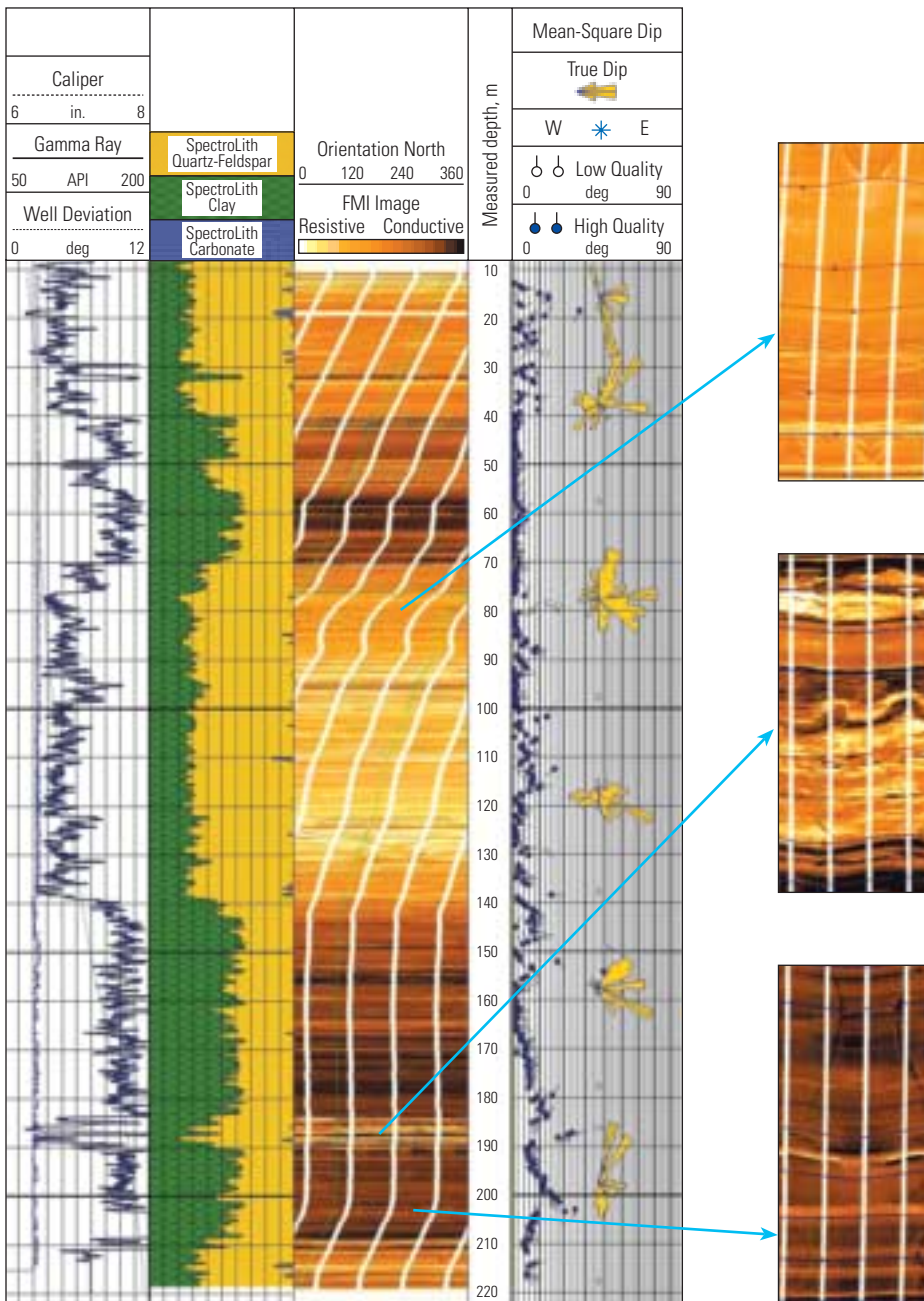 Caliper
6 in. 8
Gamma Ray
50 API 200
Well Deviation
0 deg 12
SpectroLith
Quartz-Feldspar
SpectroLith
Clay
SpectroLith
Carbonate
Orientation North
0 120 240 360
FMI Image
Resistive Conductive
Measured depth, m
Mean-Square Dip
True Dip
W E
Low Quality
0 deg 90
High Quality
0 deg 90
10
20
30
40
50
60
70
80
90
100
110
120
130
140
150
160
170
180
190
200
210
220